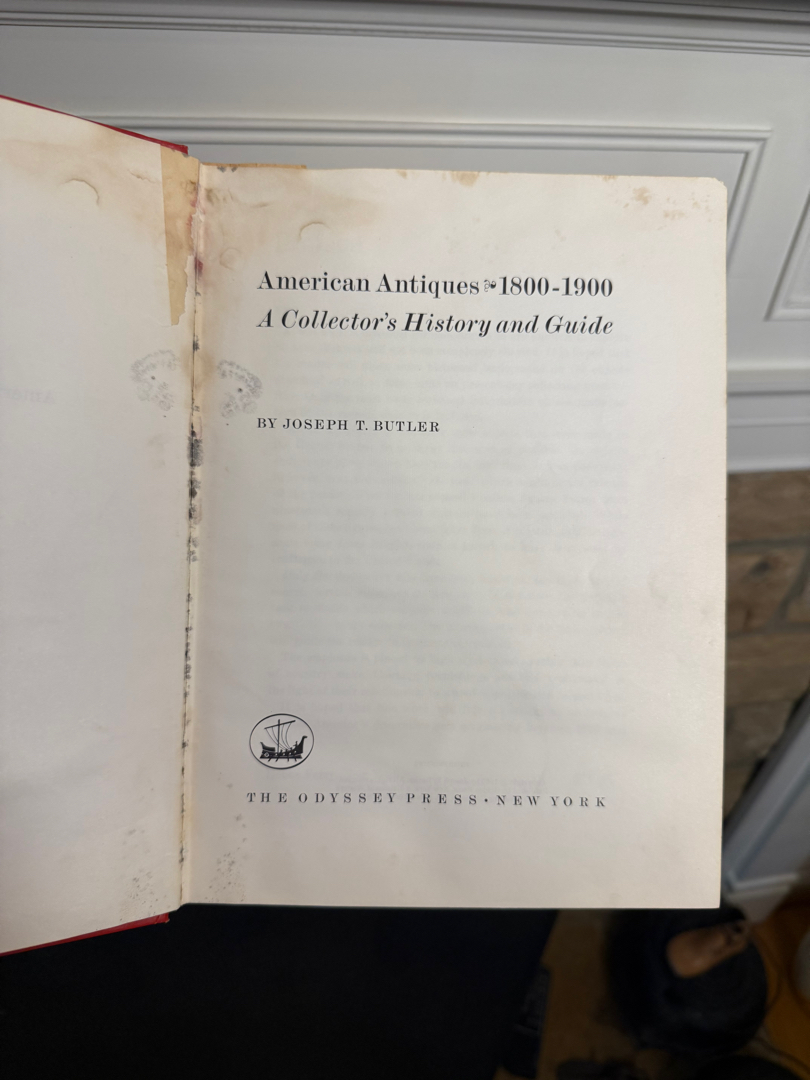 American Antiques ❧ 1800-1900
A Collector's History and Guide
BY JOSEPH T. BUTLER
THE ODYSSEY PRESS · NEW YORK